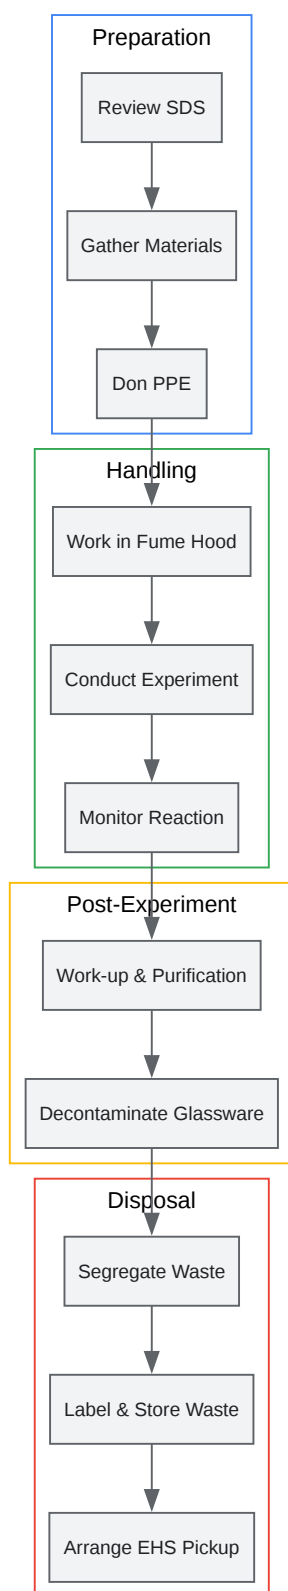 Preparation
Review SDS
Gather Materials
Don PPE
Handling
Work in Fume Hood
Conduct Experiment
Monitor Reaction
Post-Experiment
Work-up & Purification
Decontaminate Glassware
Disposal
Segregate Waste
Label & Store Waste
Arrange EHS Pickup